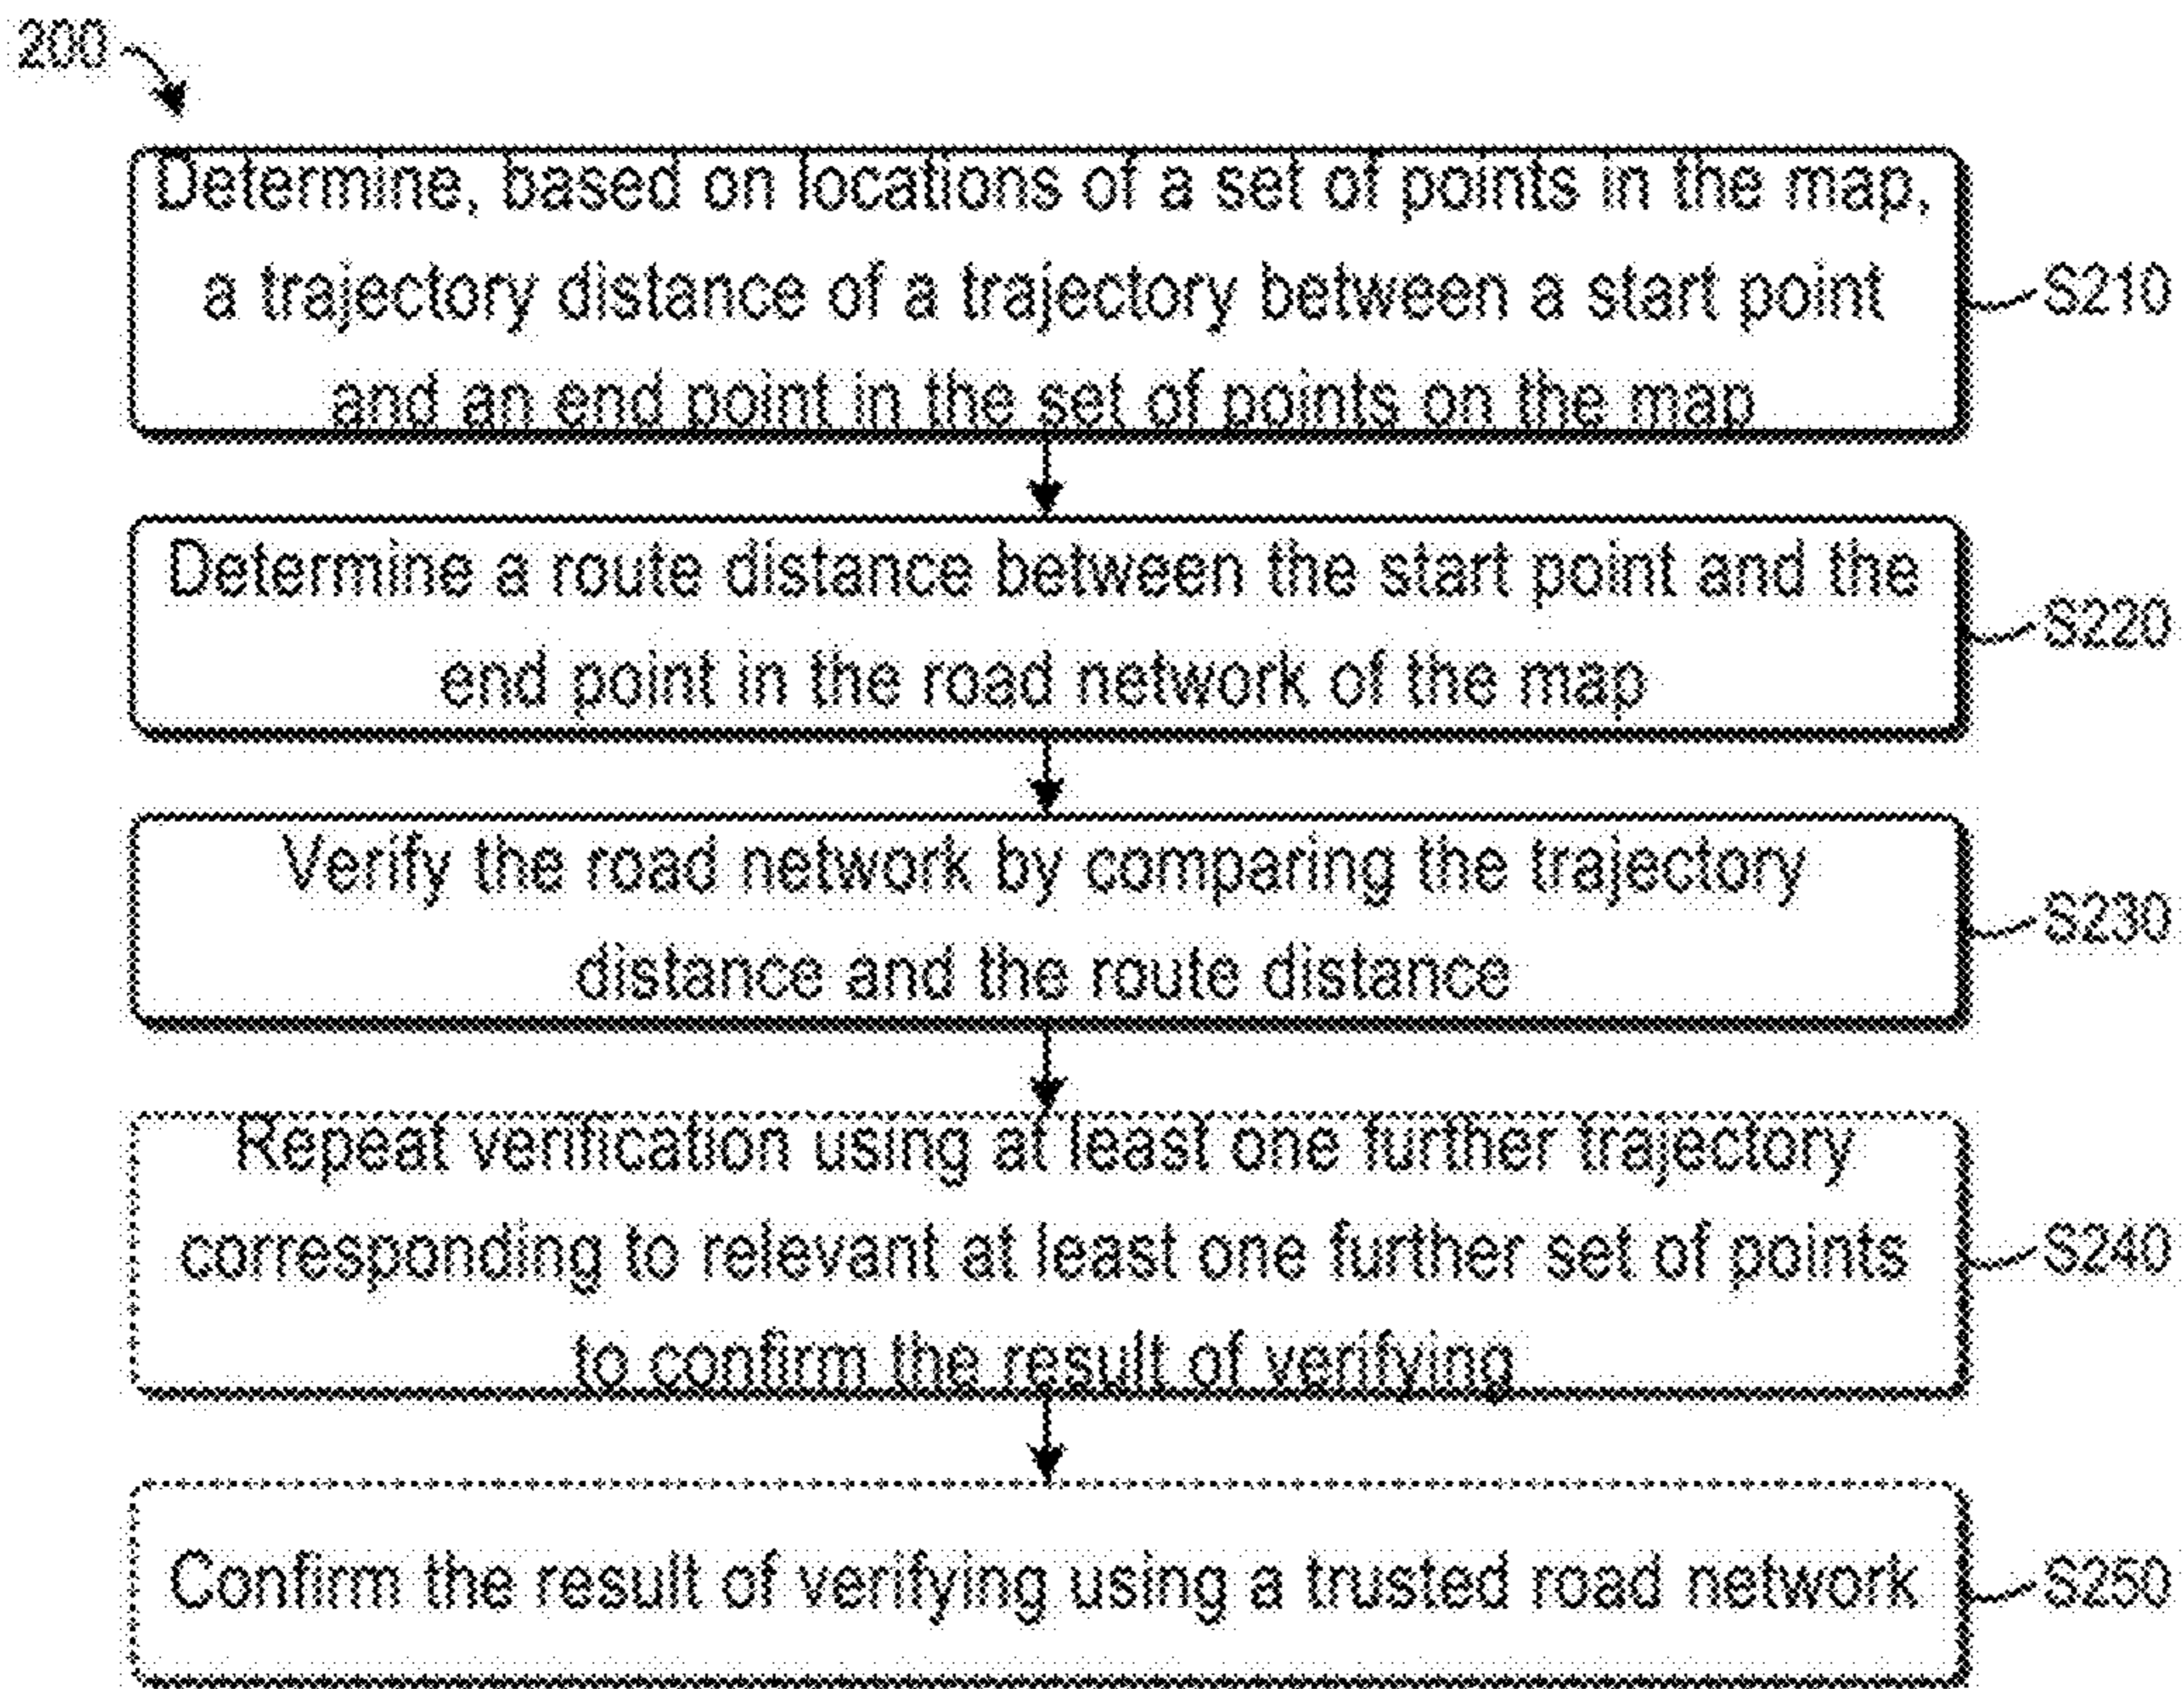 200
Determine, based on locations of a set of points in the map,
a trajectory distance of a trajectory between a start point
and an end point in the set of points on the map
S210
Determine a route distance between the start point and the
end point in the road network of the map
S220
Verify the road network by comparing the trajectory
distance and the route distance
S230
Repeat verification using at least one further trajectory
corresponding to relevant at least one further set of points
to confirm the result of verifying
S240
Confirm the result of verifying using a trusted road network
S250